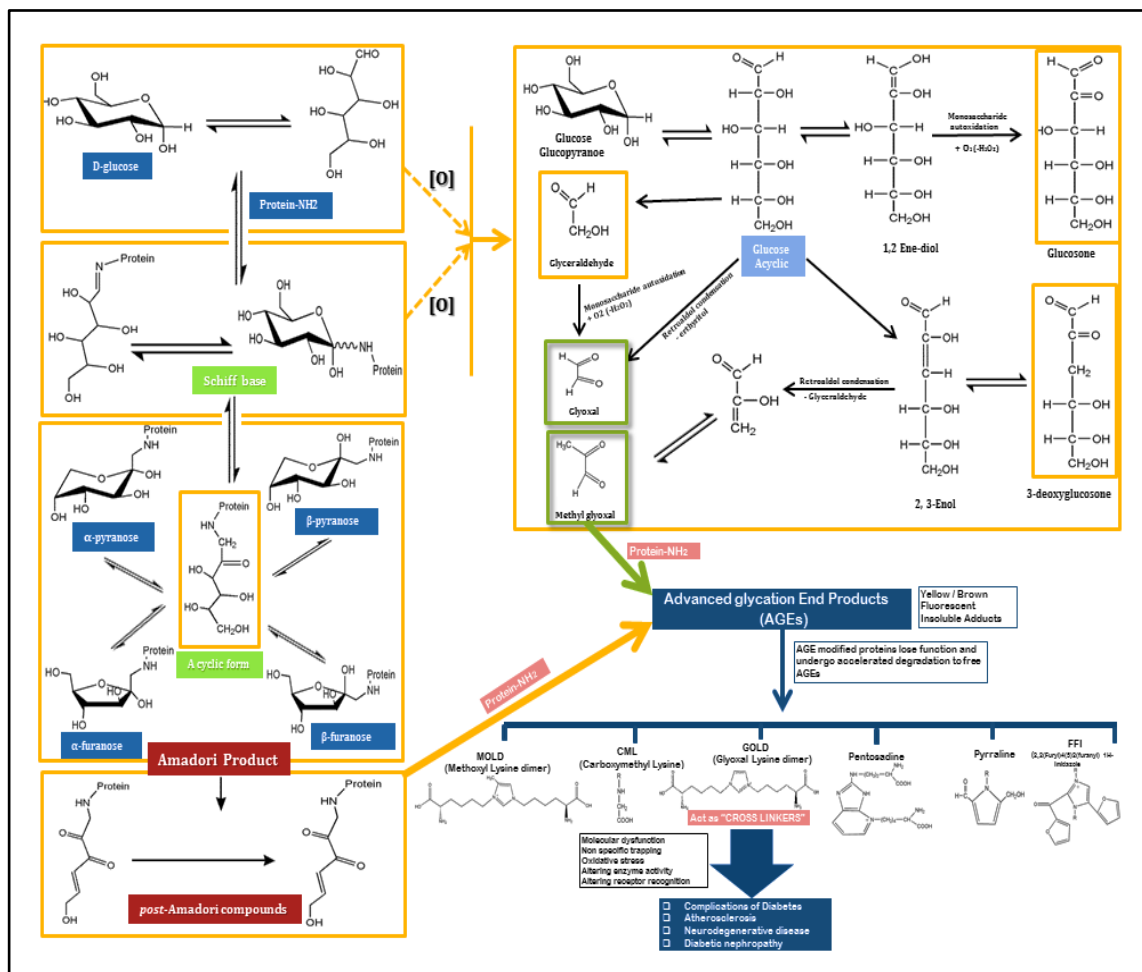 D-glucose
Protein-NH2
[O]
[O]
Schiff base
α-pyranose
β-pyranose
A cyclic form
α-furanose
β-furanose
Amadori Product
post-Amadori compounds
Glucose
Glucopyranoe
Glyceraldehyde
Glucose
Acyclic
1,2 Ene-diol
Monosaccharide
autoxidation
Glucosone
Monosaccharide autoxidation
+ O2 (-H₂O₂)
Retroaldol condensation
- erthyritol
Glyoxal
Methyl glyoxal
Retroaldol condensation
- Glyceraldehyde
2, 3-Enol
3-deoxyglucosone
Protein-NH₂
Protein-NH₂
Advanced glycation End Products
(AGEs)
Yellow / Brown
Fluorescent
Insoluble Adducts
AGE modified proteins lose function and
undergo accelerated degradation to free
AGEs
MOLD
(Methoxyl Lysine dimer)
CML
(Carboxymethyl Lysine)
GOLD
(Glyoxal Lysine dimer)
Pentosadine
Pyrraline
FFI
Act as "CROSS LINKERS"
Molecular dysfunction
Non specific trapping
Oxidative stress
Altering enzyme activity
Altering receptor recognition
Complications of Diabetes
Atherosclerosis
Neurodegenerative disease
Diabetic nephropathy